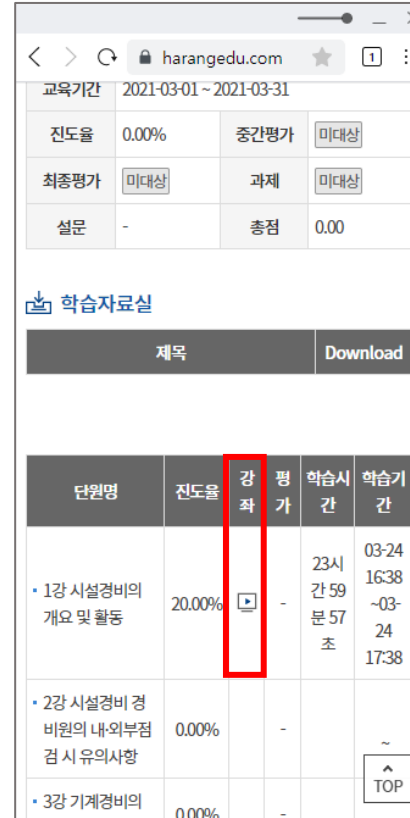 harangedu.com 1
교육기간 2021-03-01 ~ 2021-03-31
진도율 0.00% 중간평가 미대상
최종평가 미대상 과제 미대상
설문 - 총점 0.00
학습자료실
제목 Download
단원명 진도율 강좌 평가 학습시간 학습기간
1강 시설경비의
개요 및 활동
20.00%
-
23시
간 59
분 57
초
03-24
16:38
~03-
24
17:38
2강 시설경비 경
비원의 내·외부점
검 시 유의사항
0.00%
-
~
TOP
3강 기계경비의
0.00%
-